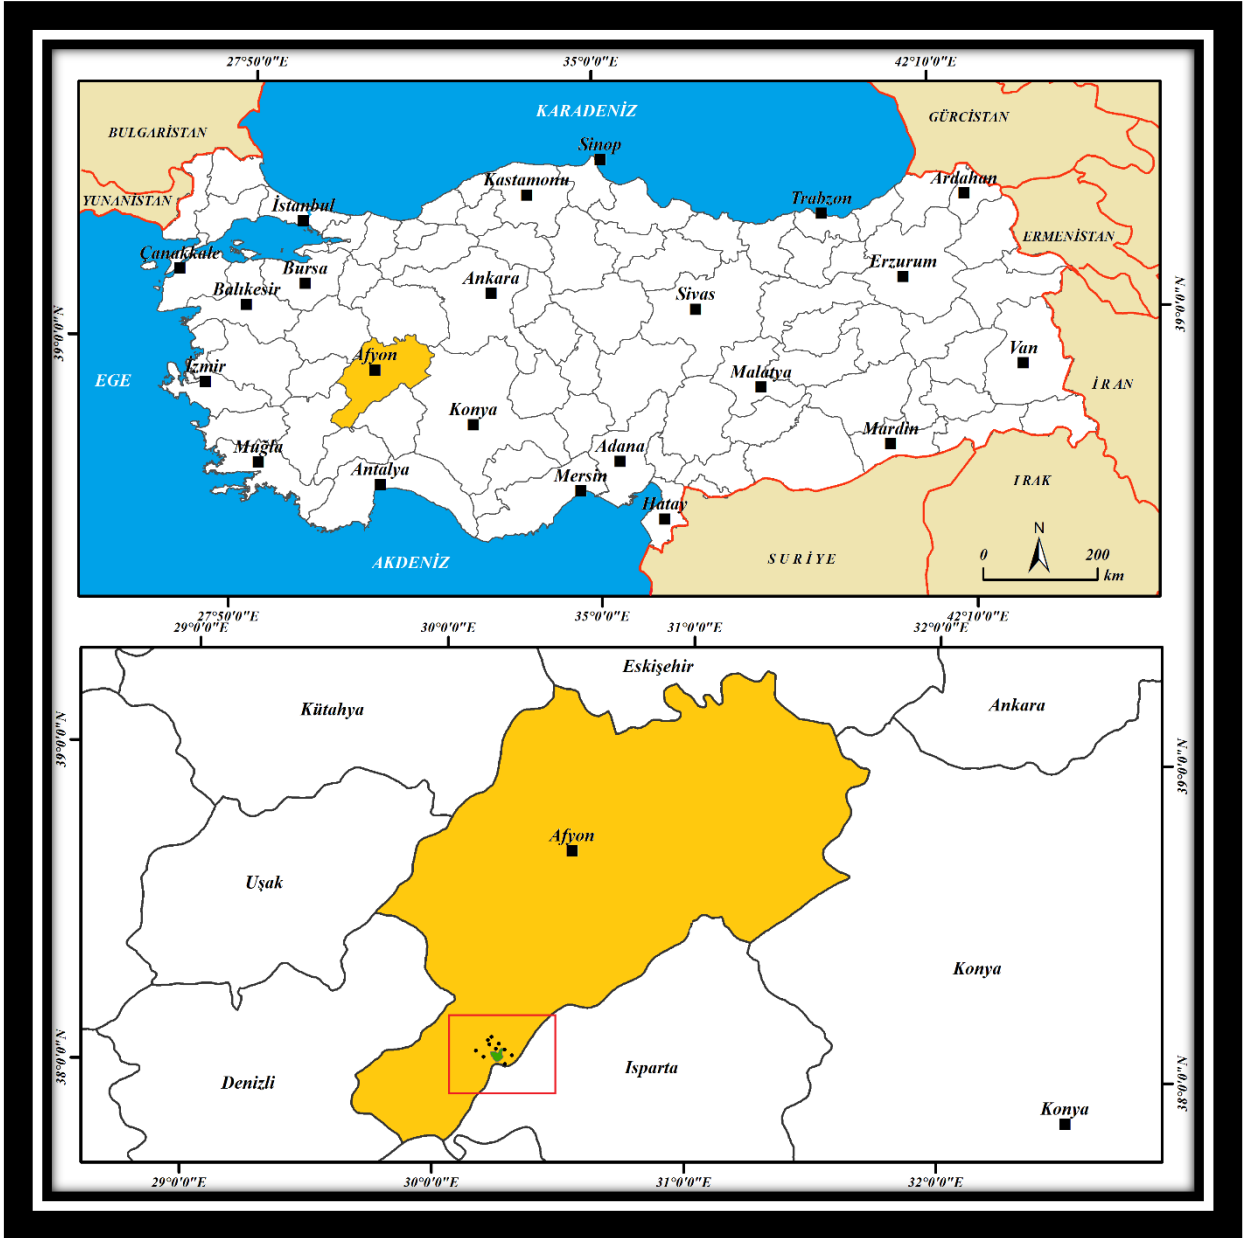 27°50'0"E 35°0'0"E 42°10'0"E
KARADENİZ
BULGARİSTAN
GÜRCİSTAN
Sinop
Kastamonu
Ardahan
YUNANİSTAN
İstanbul
Trabzon
ERMENİSTAN
Çanakkale
Bursa
Ankara
Erzurum
Balıkesir
Sivas
39°0'0"N
39°0'0"N
Afyon
Van
İzmir
EGE
Malatya
İRAN
Konya
Mardin
Muğla
Adana
Antalya
Mersin
IRAK
Hatay
N
AKDENİZ
SURİYE
0 200
km
27°50'0"E 35°0'0"E 42°10'0"E
29°0'0"E 30°0'0"E 31°0'0"E 32°0'0"E
Eskişehir
Kütahya
Ankara
39°0'0"N
39°0'0"N
Afyon
Uşak
Konya
38°0'0"N
Isparta
Denizli
38°0'0"N
Konya
29°0'0"E 30°0'0"E 31°0'0"E 32°0'0"E